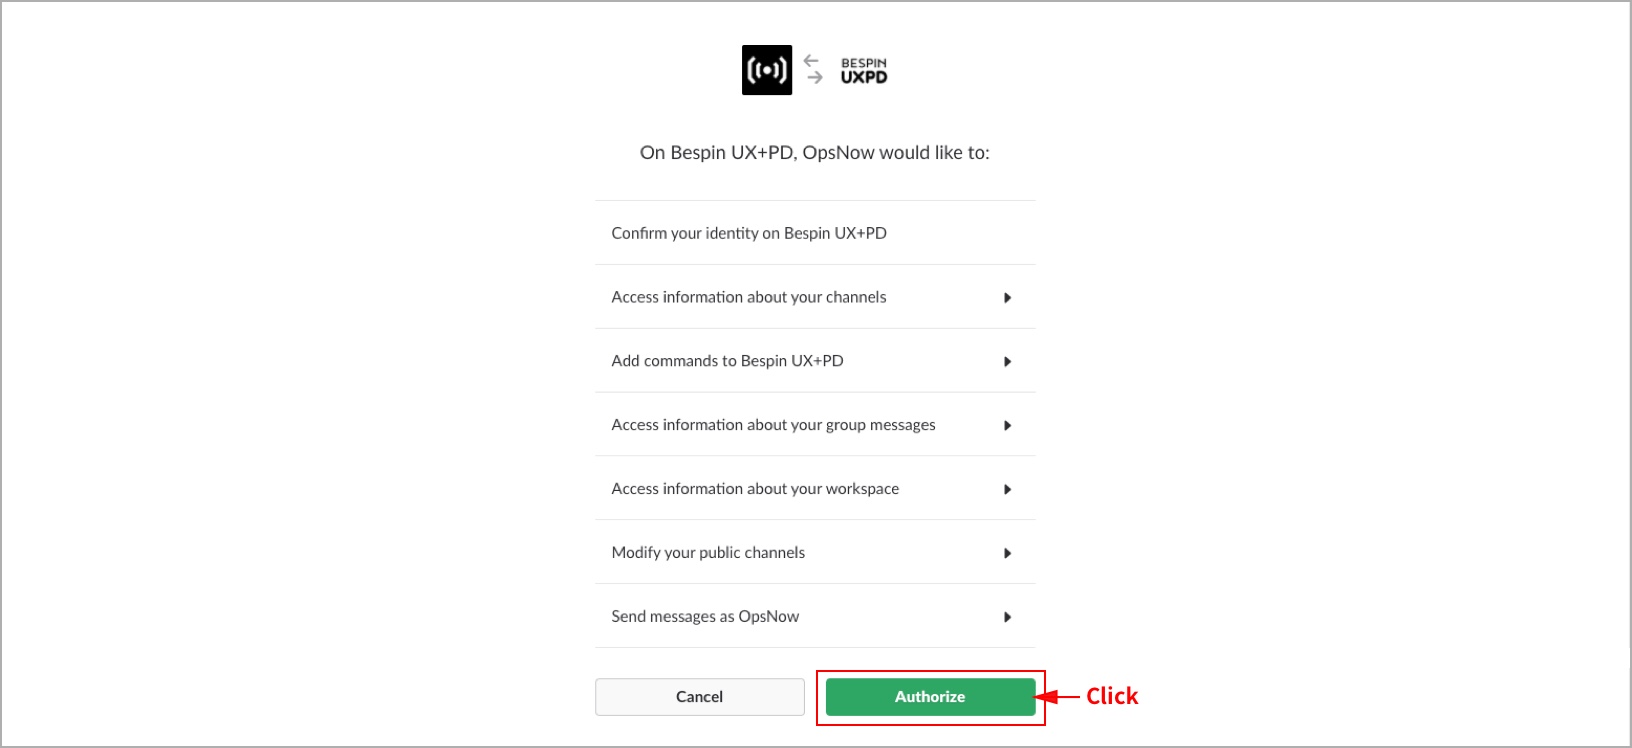 BESPIN
UXPD
On Bespin UX+PD, OpsNow would like to:
Confirm your identity on Bespin UX+PD
Access information about your channels
Add commands to Bespin UX+PD
Access information about your group messages
Access information about your workspace
Modify your public channels
Send messages as OpsNow
Cancel
Authorize
Click